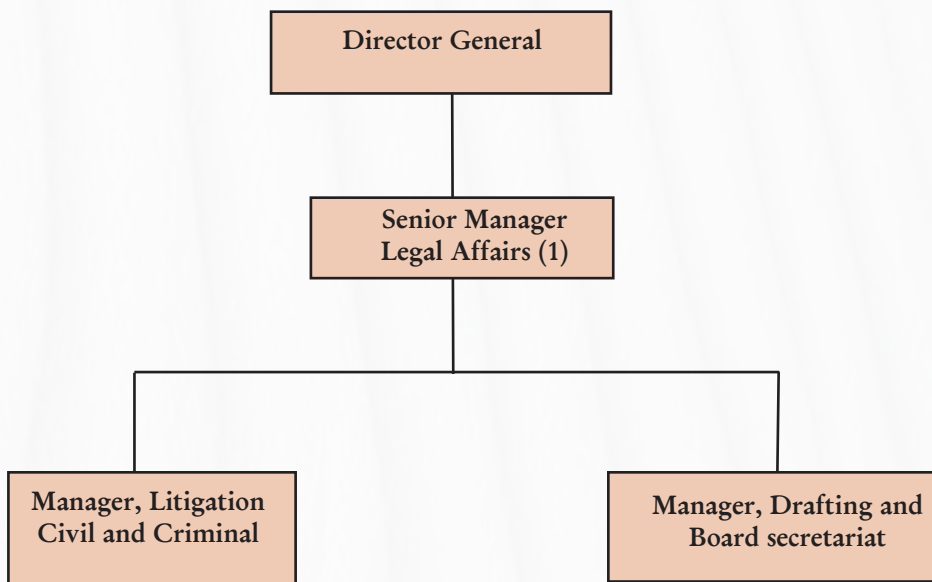 Director General
Senior Manager
Legal Affairs (1)
Manager, Litigation
Civil and Criminal
Manager, Drafting and
Board secretariat